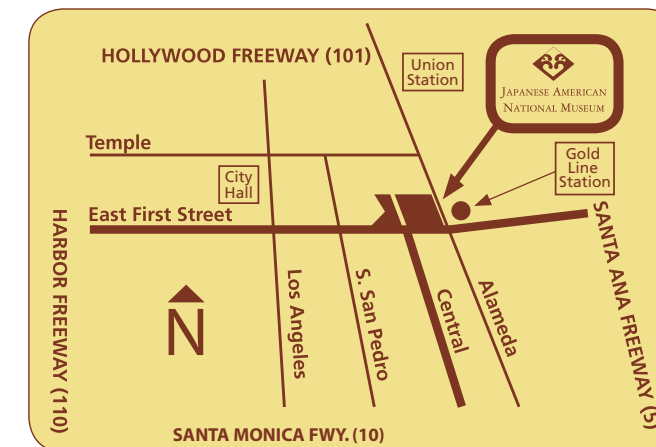 HOLLYWOOD FREEWAY (101)
Union
Station
JAPANESE AMERICAN
NATIONAL MUSEUM
Temple
City
Hall
Gold
Line
Station
East First Street
HARBOR FREEWAY (110)
SANTA ANA FREEWAY (5)
N
Los Angeles
S. San Pedro
Central
Alameda
SANTA MONICA FWY. (10)